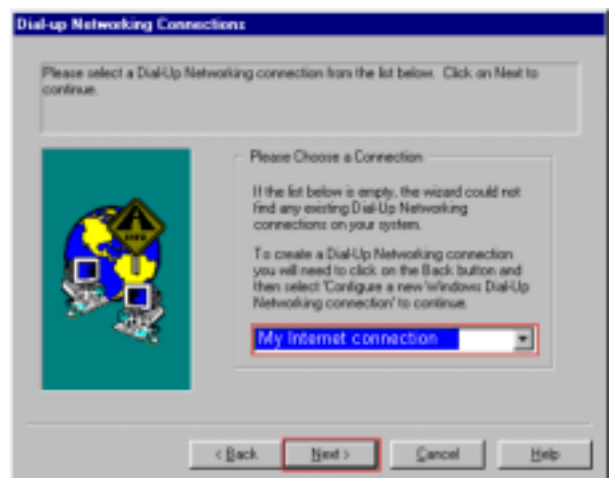 Dial-up Networking Connections
Please select a Dial-Up Networking connection from the list below. Click on Next to
continue.
Please Choose a Connection
If the list below is empty, the wizard could not
find any existing Dial-Up Networking
connections on your system.
To create a Dial-Up Networking connection
you will need to click on the Back button and
then select 'Configure a new Windows Dial-Up
Networking connection' to continue.
My Internet connection
< Back
Next >
Cancel
Help